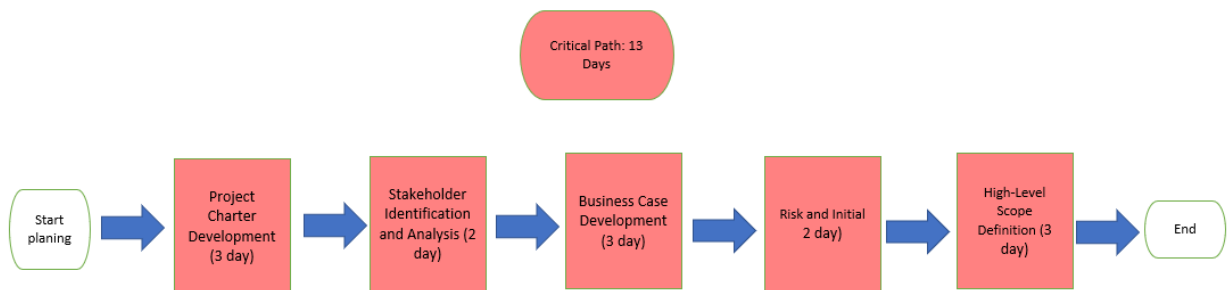 Critical Path: 13
Days
Start
planing
Project
Charter
Development
(3 day)
Stakeholder
Identification
and Analysis (2
day)
Business Case
Development
(3 day)
Risk and Initial
2 day)
High-Level
Scope
Definition (3
day)
End